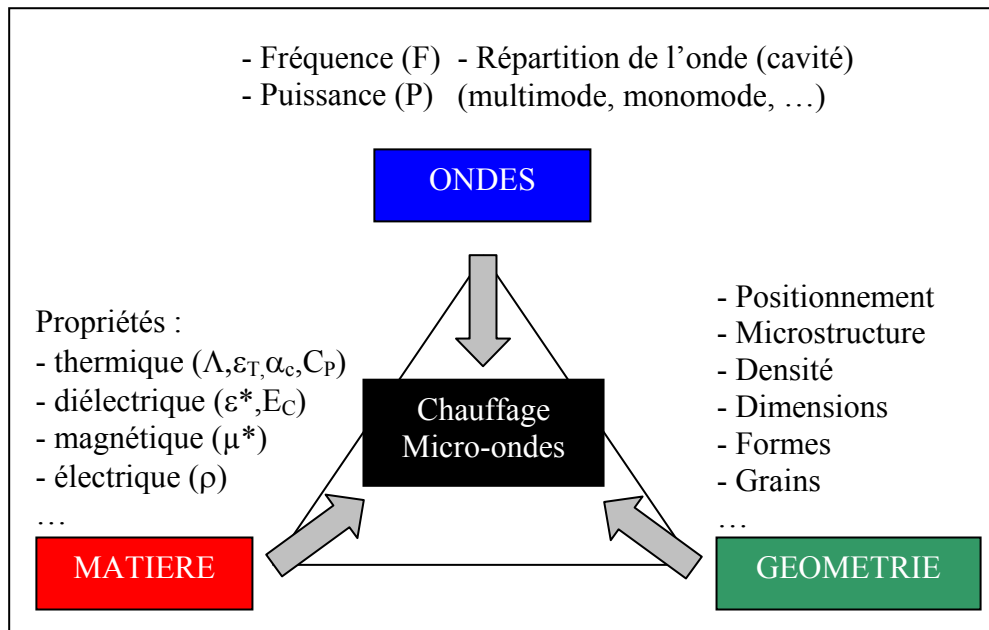 - Fréquence (F) - Répartition de l’onde (cavité)
- Puissance (P) (multimode, monomode, …)
ONDES
Propriétés :
- thermique (Λ,εT,αc,CP)
- diélectrique (ε*,EC)
- magnétique (µ*)
- électrique (ρ)
…
MATIERE
Chauffage
Micro-ondes
- Positionnement
- Microstructure
- Densité
- Dimensions
- Formes
- Grains
…
GEOMETRIE